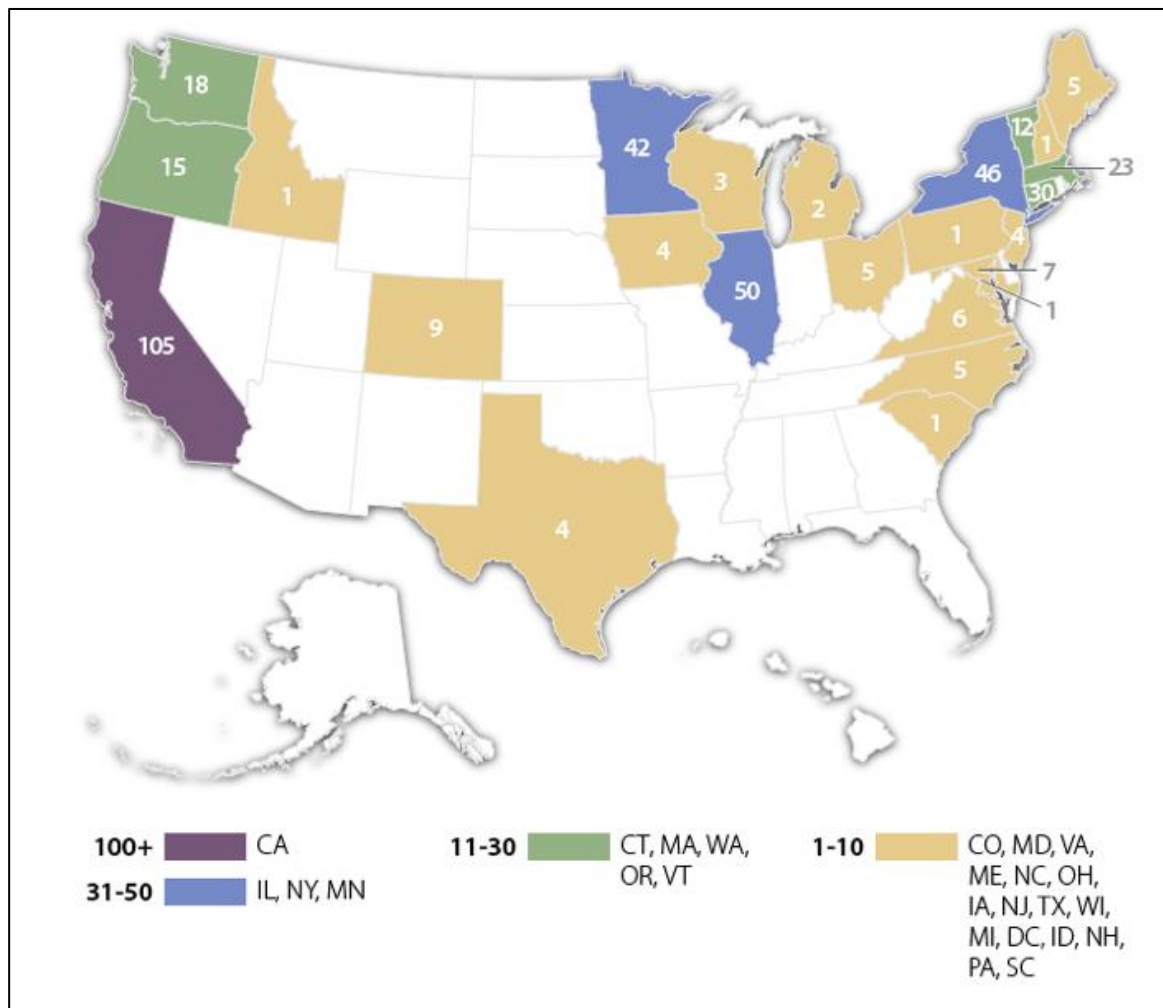 18
15
1
105
9
4
42
4
3
50
2
5
46
12
1
5
23
30
1
4
7
1
6
5
1
100+ CA
31-50 IL, NY, MN
11-30 CT, MA, WA,
OR, VT
1-10 CO, MD, VA,
ME, NC, OH,
IA, NJ, TX, WI,
MI, DC, ID, NH,
PA, SC